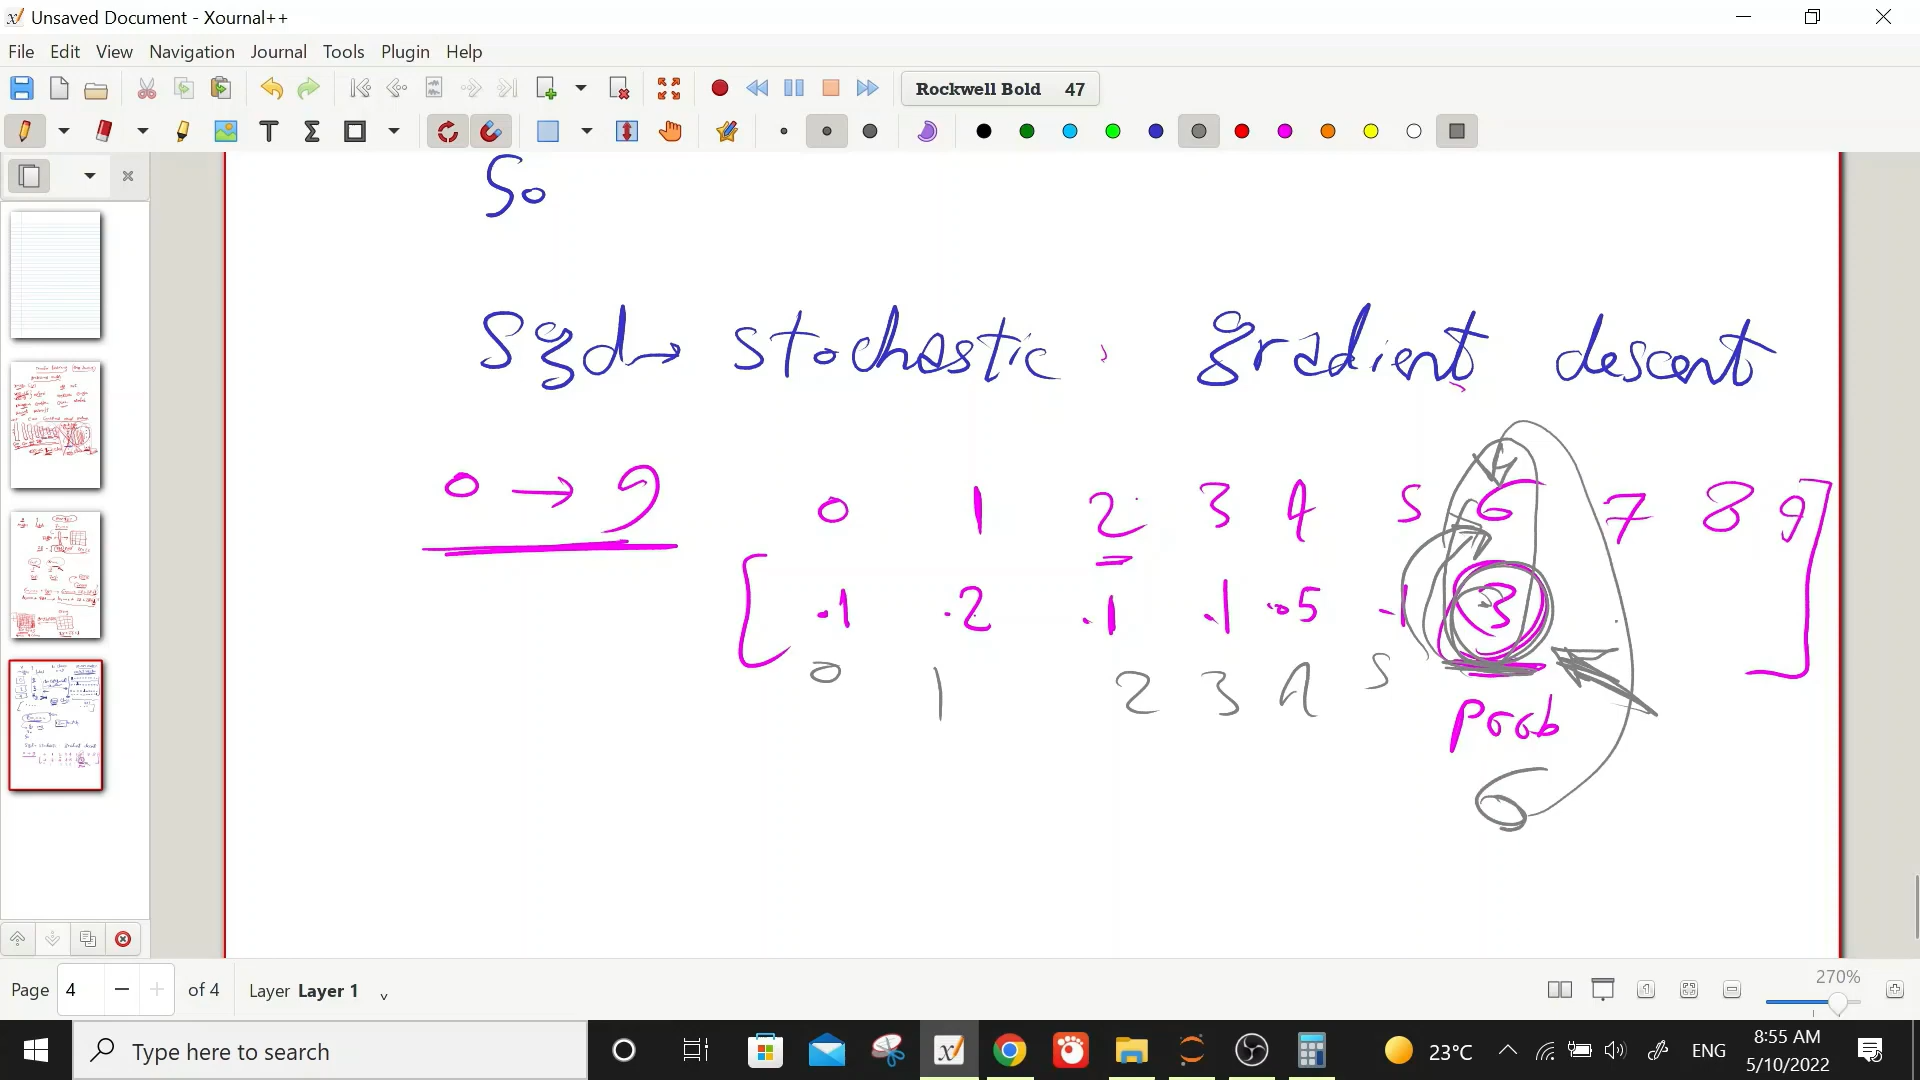 Unsaved Document - Xournal++
File Edit View Navigation Journal Tools Plugin Help
Rockwell Bold 47
So
Sgd → stochastic gradient descent
0 → 9 0 1 2 3 4 5 6 7 8 9
[ .1 .2 .1 .1 .05 .1 .3 ]
0 1 2 3 4 5
prob
6
Page 4 of 4 Layer Layer 1
270%
Type here to search
23°C ENG
8:55 AM
5/10/2022